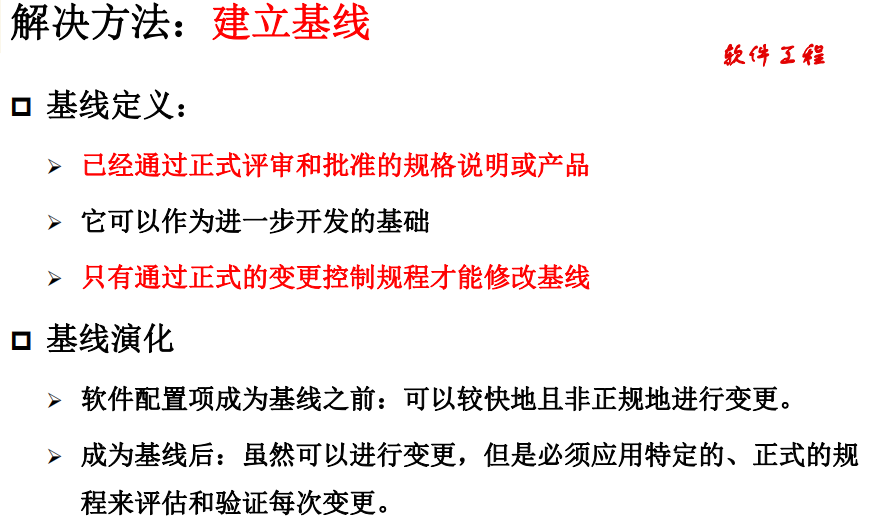 解决方法：建立基线
软件工程
基线定义：
已经通过正式评审和批准的规格说明或产品
它可以作为进一步开发的基础
只有通过正式的变更控制规程才能修改基线
基线演化
软件配置项成为基线之前：可以较快地且非正规地进行变更。
成为基线后：虽然可以进行变更，但是必须应用特定的、正式的规
程来评估和验证每次变更。